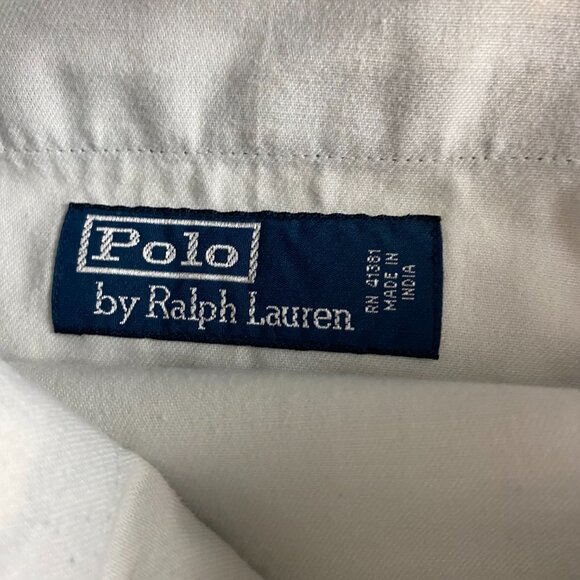 Polo
by Ralph Lauren
RN 41381
MADE IN
INDIA